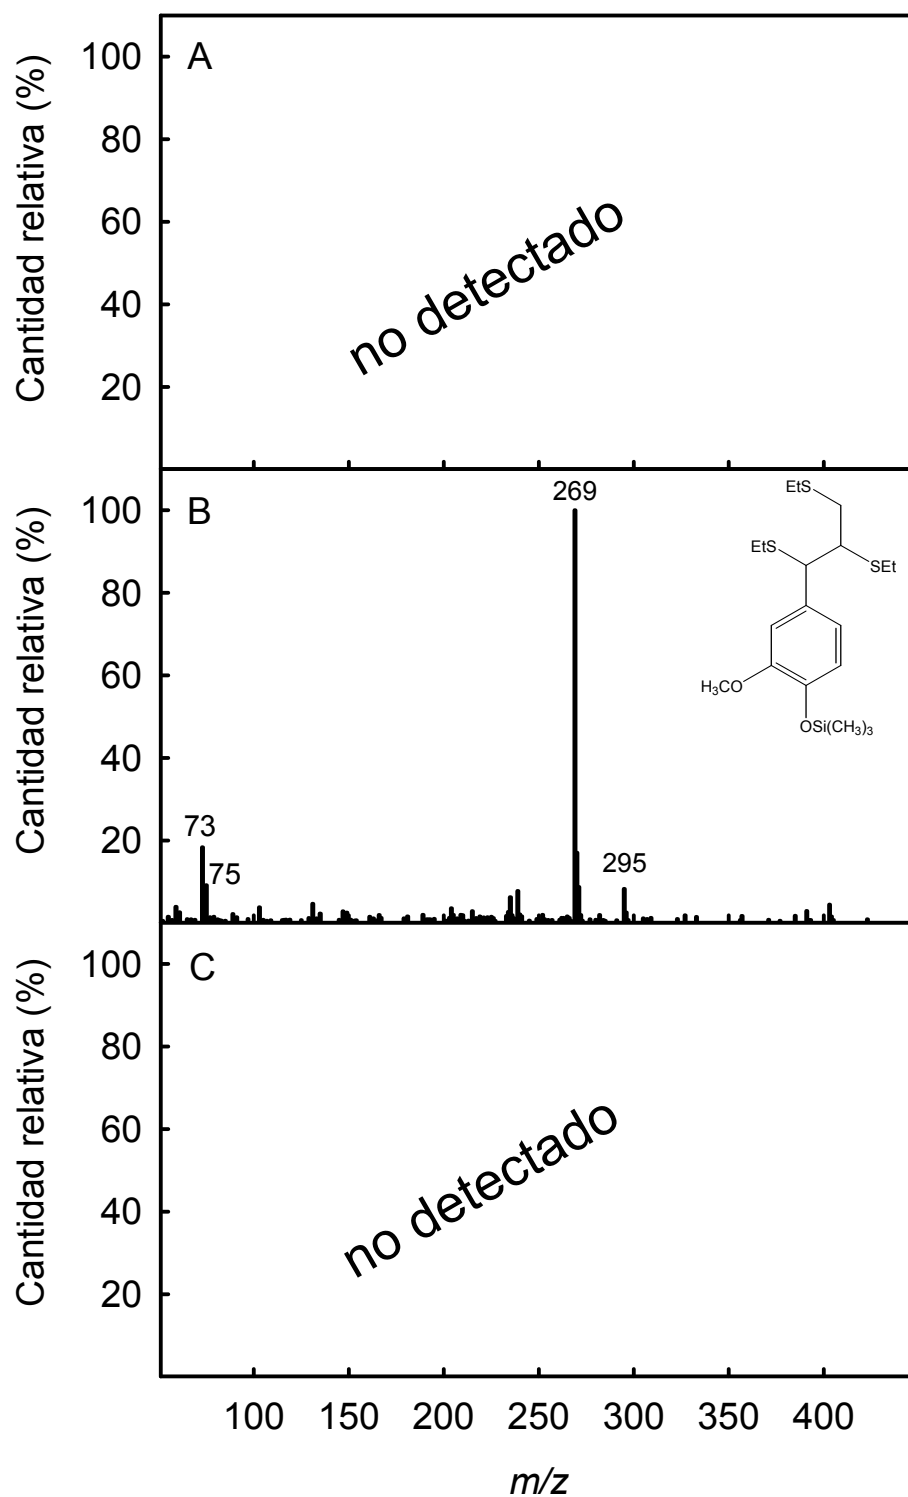 A
Cantidad relativa (%)
100
80
60
40
20
no detectado
B
Cantidad relativa (%)
100
80
60
40
20
73
75
269
295
EtS
EtS
SEt
H₃CO
OSi(CH₃)₃
C
Cantidad relativa (%)
100
80
60
40
20
no detectado
100 150 200 250 300 350 400
m/z